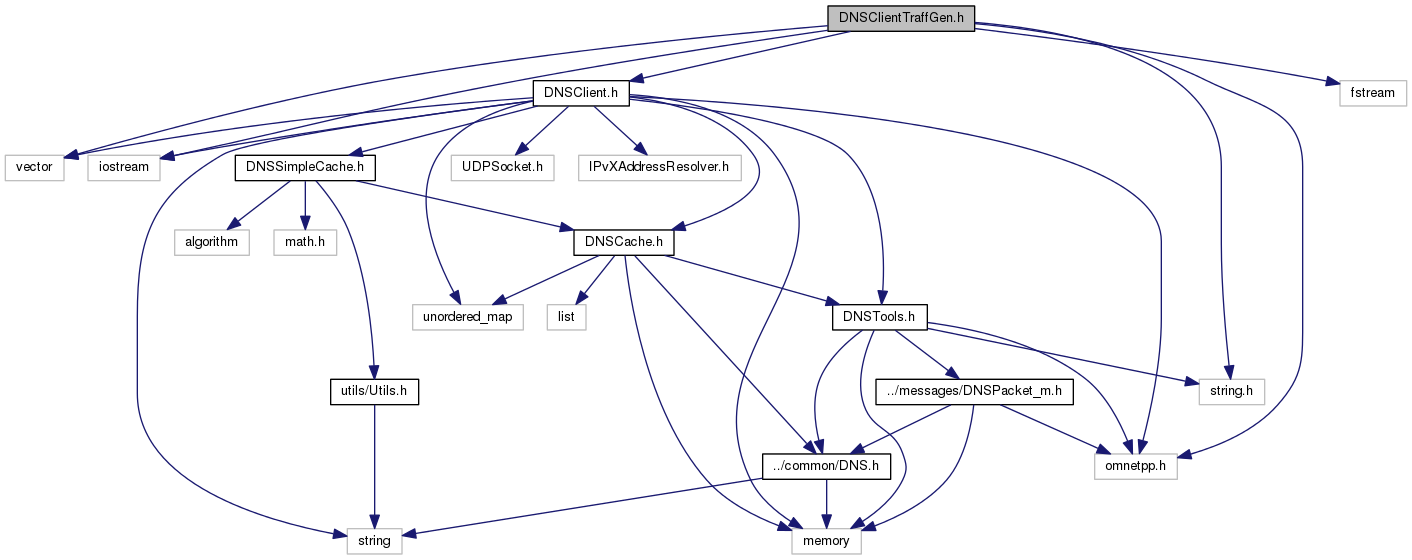 DNSClientTraffGen.h
DNSClient.h
fstream
vector
iostream
DNSSimpleCache.h
UDPSocket.h
IPvXAddressResolver.h
algorithm
math.h
DNSCache.h
unordered_map
list
DNSTools.h
utils/Utils.h
../messages/DNSPacket_m.h
string.h
../common/DNS.h
omnetpp.h
string
memory